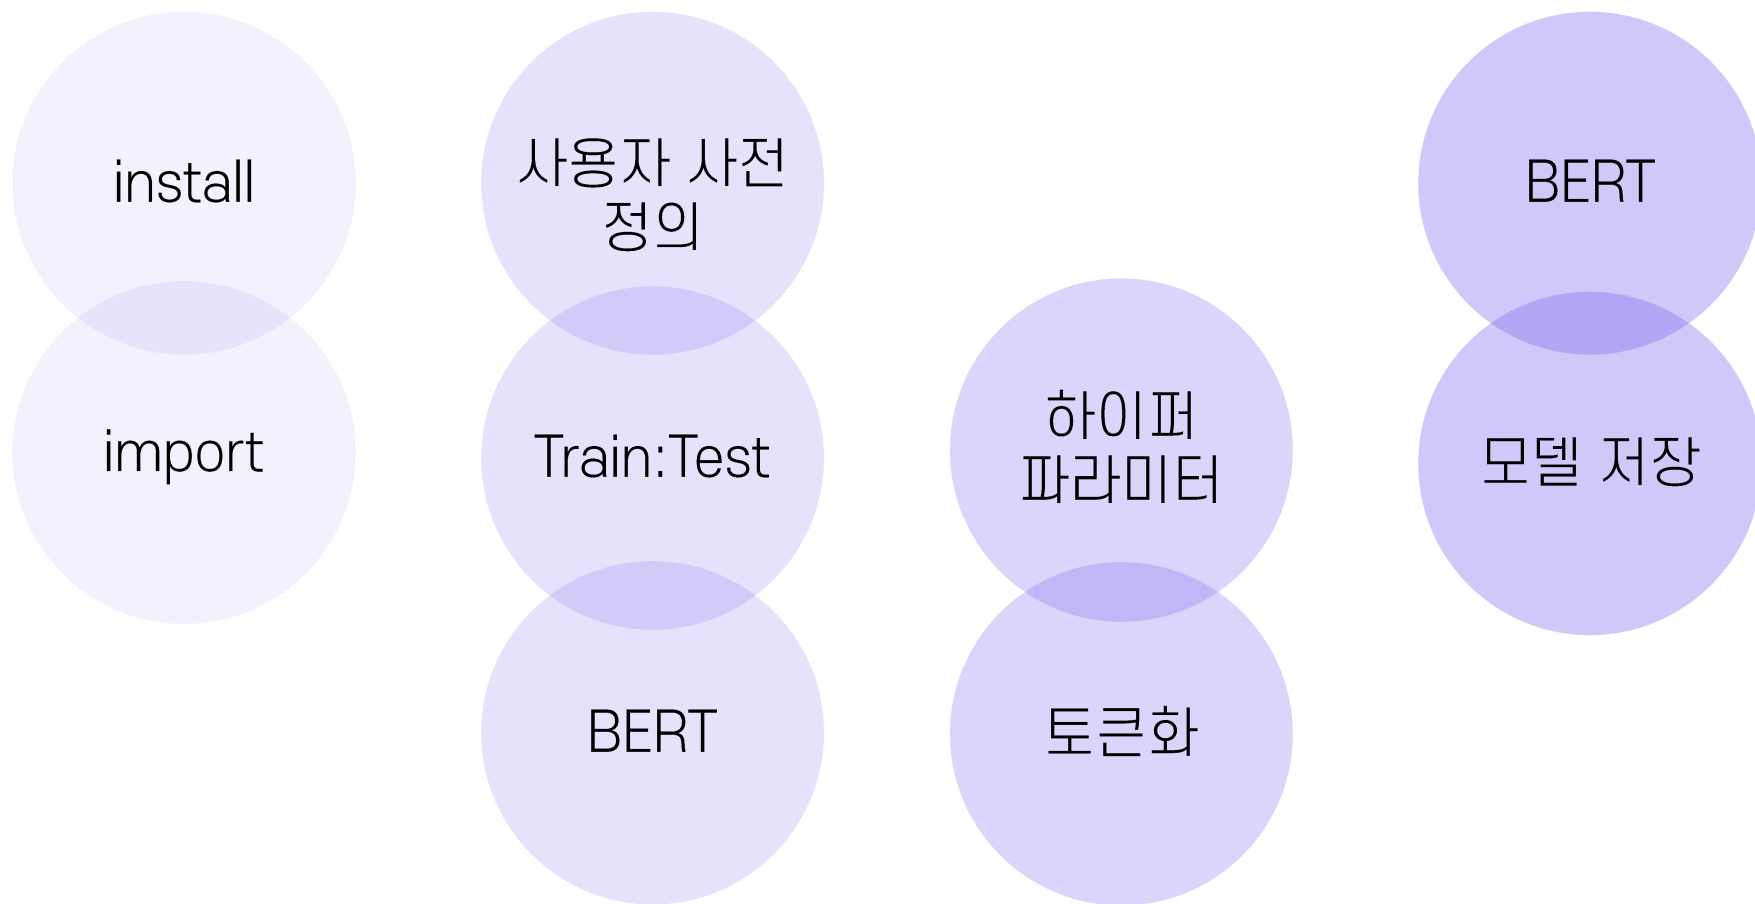 install
import
사용자 사전
정의
Train:Test
BERT
하이퍼
파라미터
토큰화
BERT
모델 저장